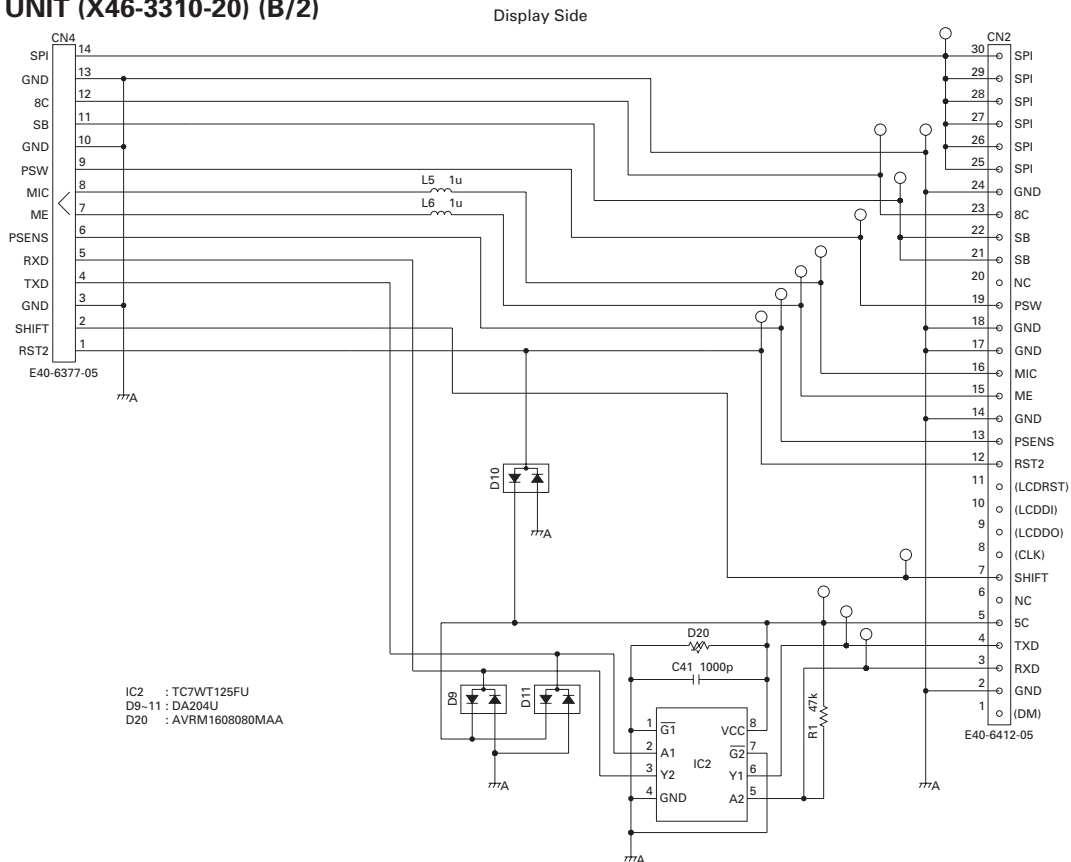 UNIT (X46-3310-20) (B/2)
Display Side
CN4
SPI 14
GND 13
8C 12
SB 11
GND 10
PSW 9
MIC 8
ME 7
PSENS 6
RXD 5
TXD 4
GND 3
SHIFT 2
RST2 1
E40-6377-05
A
L5 1u
L6 1u
CN2
30 SPI
29 SPI
28 SPI
27 SPI
26 SPI
25 SPI
24 GND
23 8C
22 SB
21 SB
20 NC
19 PSW
18 GND
17 GND
16 MIC
15 ME
14 GND
13 PSENS
12 RST2
11 (LCDRST)
10 (LCDDI)
9 (LCDDO)
8 (CLK)
7 SHIFT
6 NC
5 5C
4 TXD
3 RXD
2 GND
1 (DM)
E40-6412-05
A
D10
A
D20
C41 1000p
R1 47k
D9
D11
A
1 G̅1̅ VCC 8
2 A1 G̅2̅ 7
3 Y2 IC2 Y1 6
4 GND A2 5
A
IC2 : TC7WT125FU
D9~11 : DA204U
D20 : AVRM1608080MAA